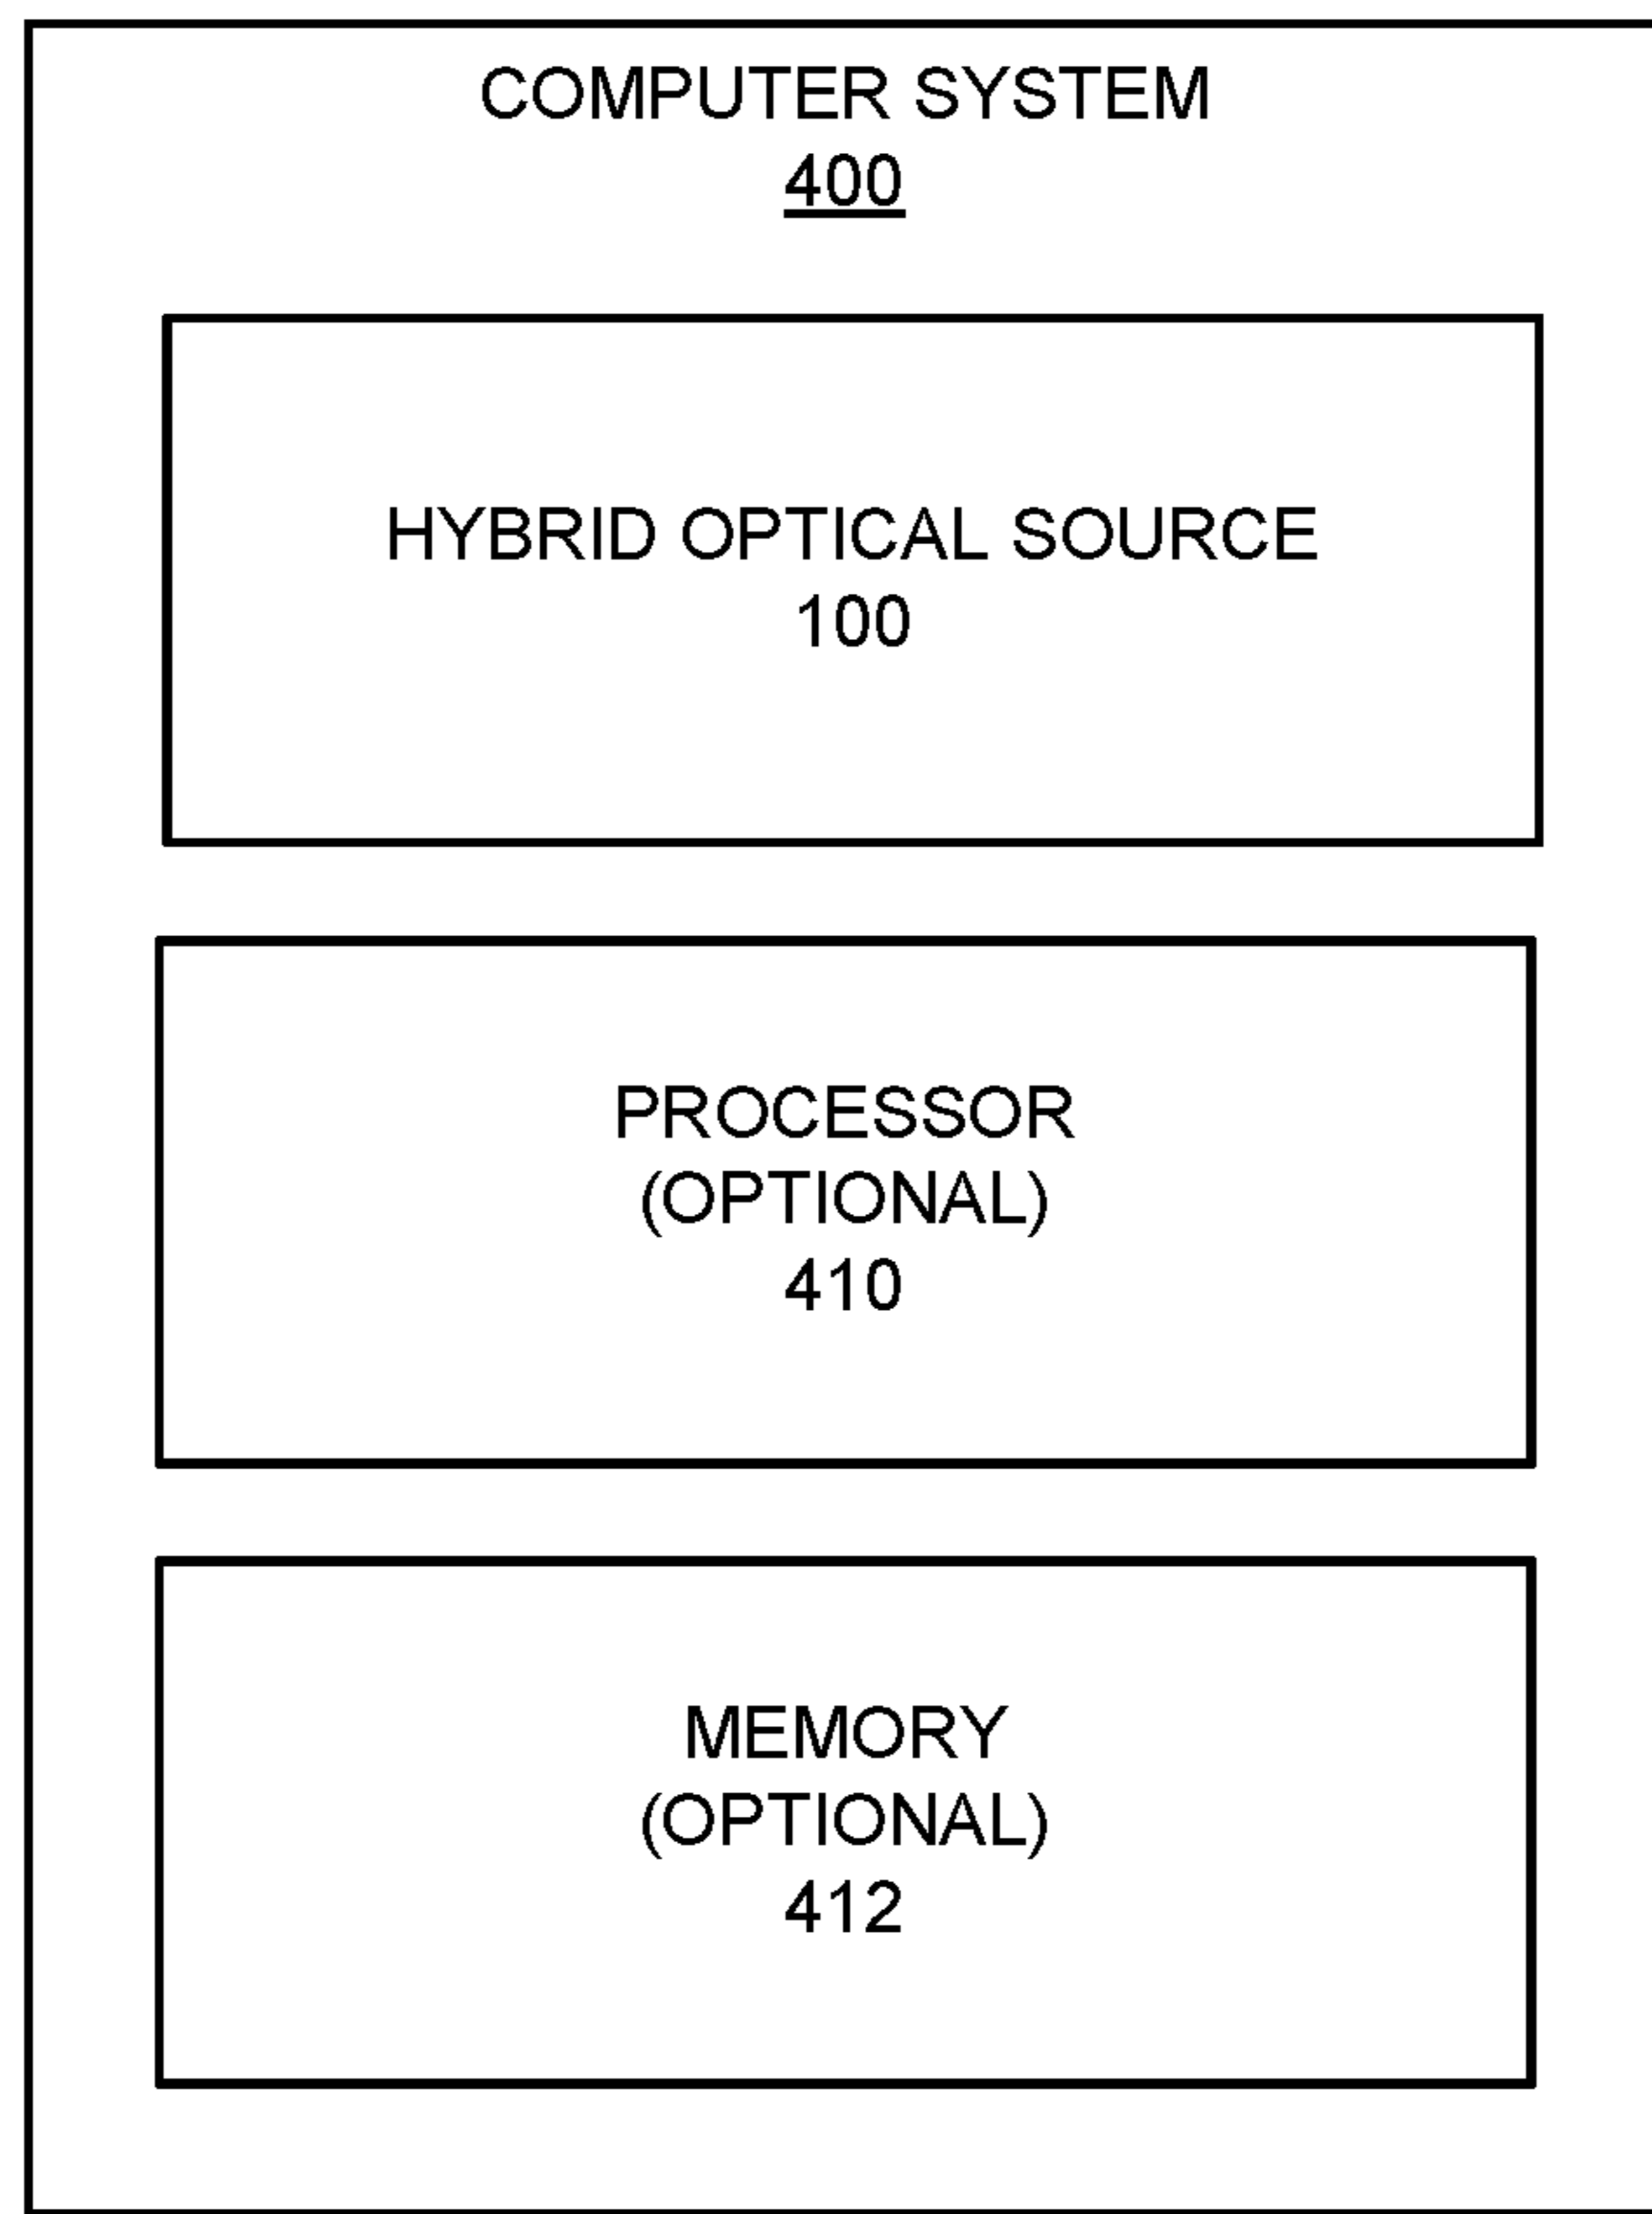 COMPUTER SYSTEM
400
HYBRID OPTICAL SOURCE
100
PROCESSOR
(OPTIONAL)
410
MEMORY
(OPTIONAL)
412